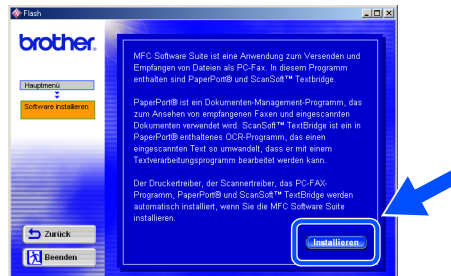 Flash
brother.
Hauptmenü
Software installieren
MFC Software Suite ist eine Anwendung zum Versenden und
Empfangen von Dateien als PC-Fax. In diesem Programm
enthalten sind PaperPort® und ScanSoft™ Textbridge.
PaperPort® ist ein Dokumenten-Management-Programm, das
zum Ansehen von empfangenen Faxen und eingescannten
Dokumenten verwendet wird. ScanSoft™ TextBridge ist ein in
PaperPort® enthaltenes OCR-Programm, das einen
eingescannten Text so umwandelt, dass er mit einem
Textverarbeitungsprogramm bearbeitet werden kann.
Der Druckertreiber, der Scannertreiber, das PC-FAX-
Programm, PaperPort® und ScanSoft™ TextBridge werden
automatisch installiert, wenn Sie die MFC Software Suite
installieren.
Zurück
Beenden
Installieren